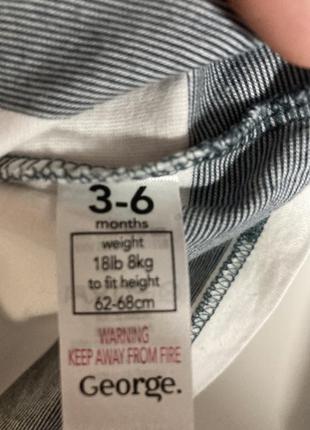 3-6
months
weight
18lb 8kg
to fit height
62-68cm
WARNING
KEEP AWAY FROM FIRE
George.